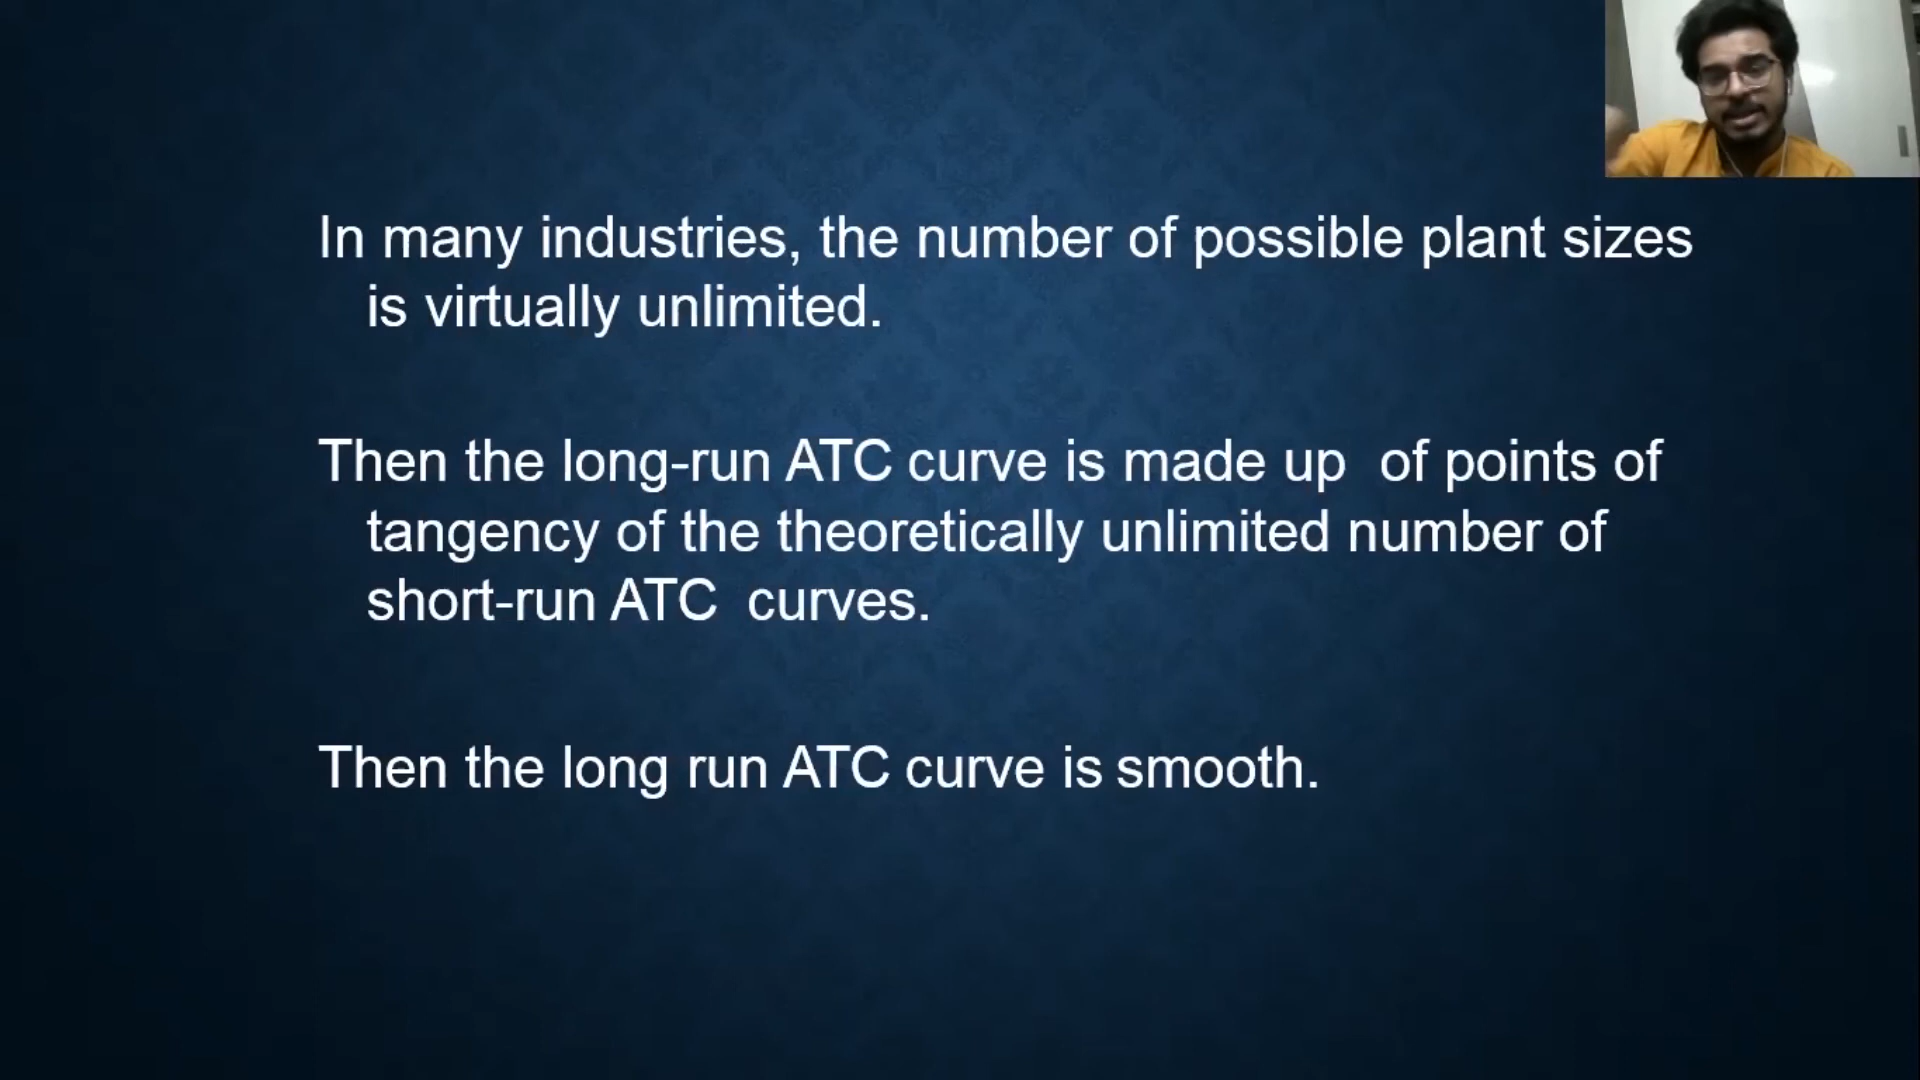 In many industries, the number of possible plant sizes
is virtually unlimited.
Then the long-run ATC curve is made up  of points of
tangency of the theoretically unlimited number of
short-run ATC  curves.
Then the long run ATC curve is smooth.